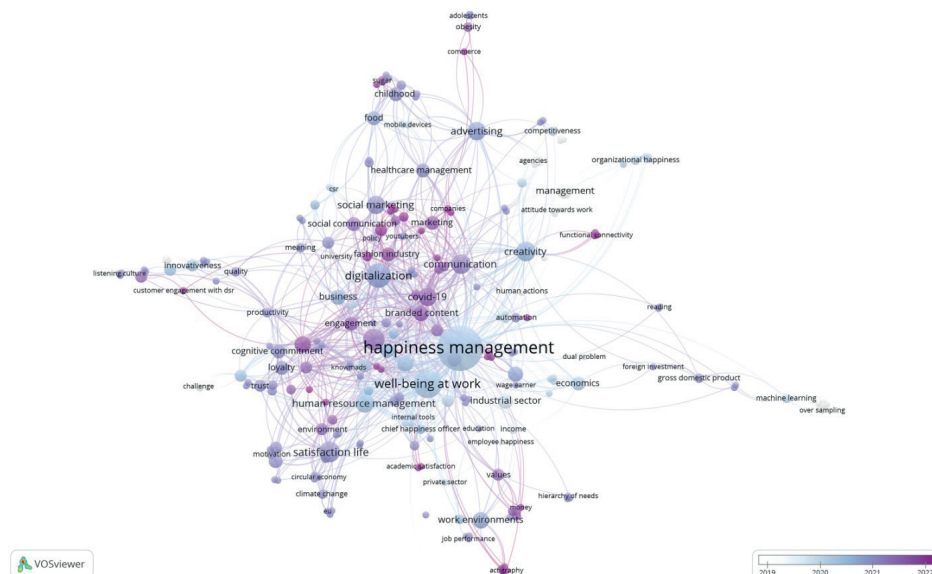 adolescents
obesity
commerce
sugar
childhood
food
mobile devices
advertising
competitiveness
agencies
organizational happiness
healthcare management
csr
management
social marketing
companies
attitude towards work
social communication
marketing
policy
youtubers
functional connectivity
meaning
university
fashion industry
creativity
listening culture
innovativeness
quality
digitalization
communication
customer engagement with dsr
business
covid-19
human actions
productivity
branded content
automation
reading
engagement
happiness management
cognitive commitment
dual problem
loyalty
knowmads
foreign investment
challenge
trust
well-being at work
wage earner
economics
gross domestic product
human resource management
industrial sector
machine learning
over sampling
internal tools
environment
chief happiness officer
education
income
employee happiness
motivation
satisfaction life
academic satisfaction
values
circular economy
private sector
climate change
hierarchy of needs
eu
money
work environments
job performance
actigraphy
VOSviewer
2019
2020
2021